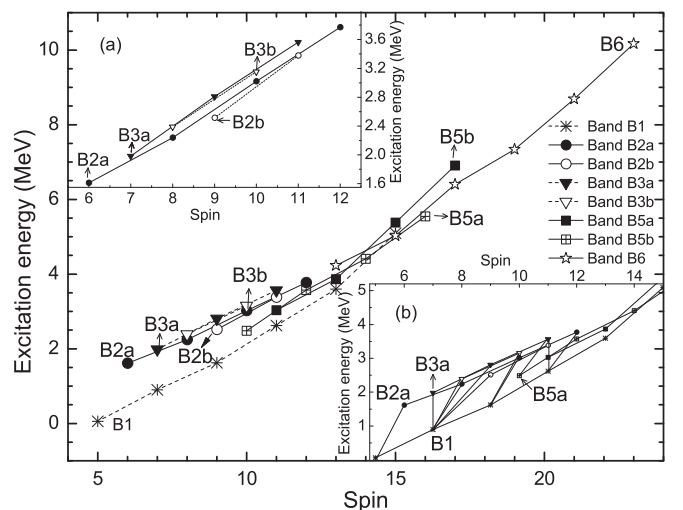 (a)
B3b
B3a
B2a
B2b
3.6
3.2
2.8
2.4
2.0
1.6
Excitation energy (MeV)
6 7 8 9 10 11 12
Spin
B6
Band B1
Band B2a
Band B2b
Band B3a
Band B3b
Band B5a
Band B5b
Band B6
B5b
B5a
B3b
B3a
B2a
B2b
B1
Spin
6 8 10 12 14
(b)
B3a
B2a
B5a
B1
5
4
3
2
1
Excitation energy (MeV)
10
8
6
4
2
0
Excitation energy (MeV)
5 10 15 20
Spin